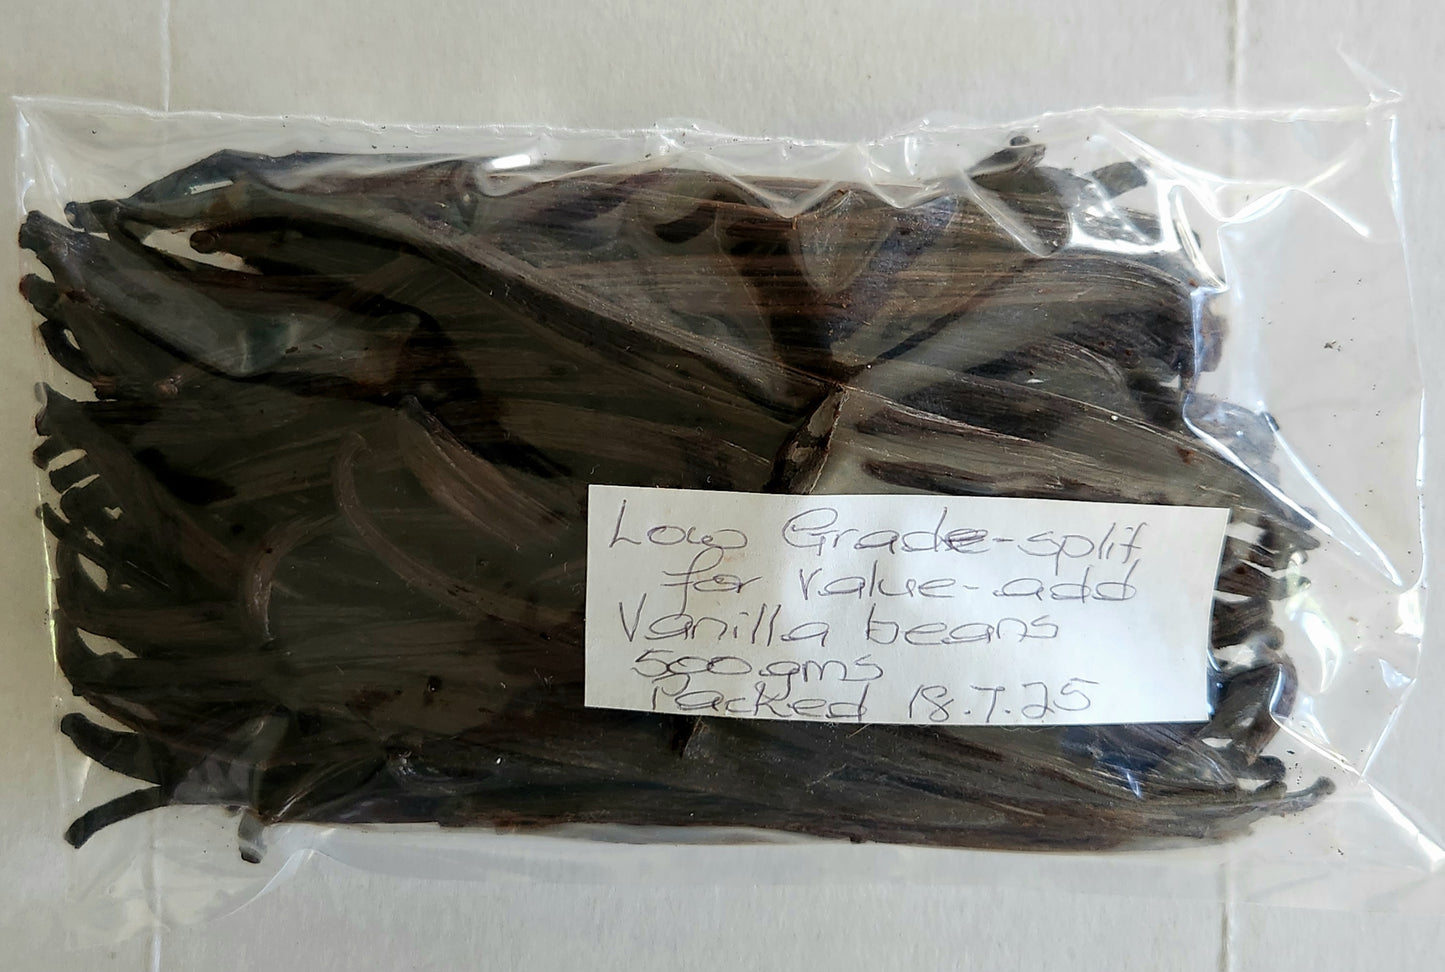 Low Grade-split
for value-add
Vanilla beans
500gms
Packed 18.7.25